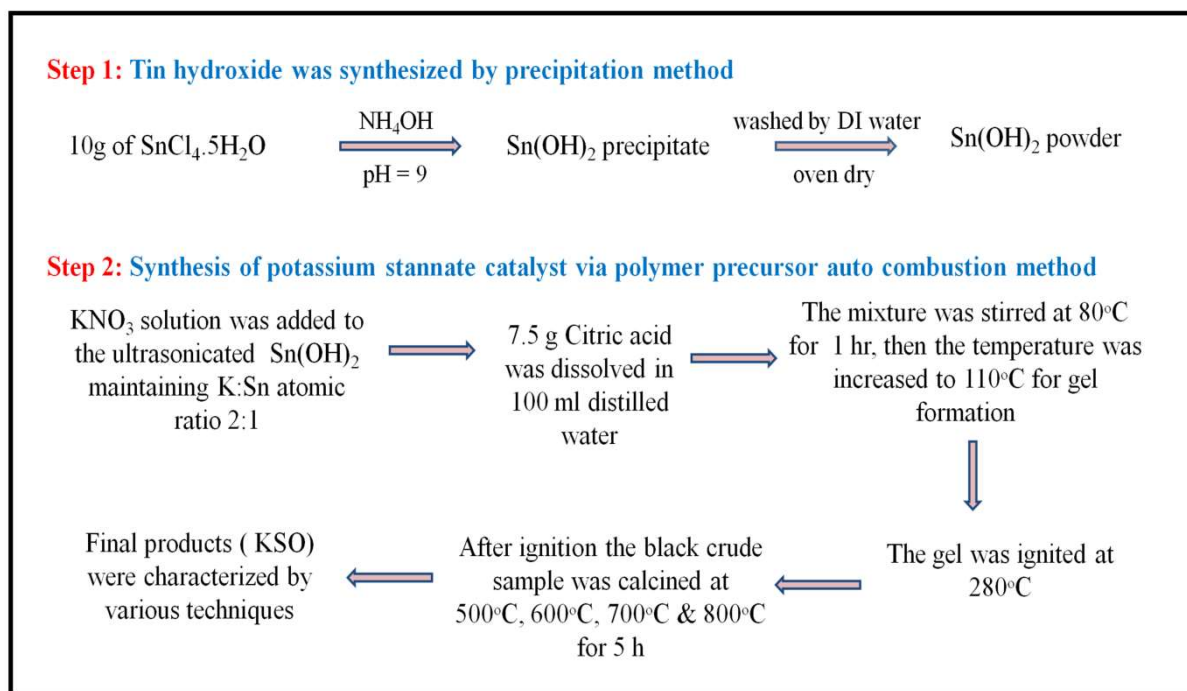 Step 1: Tin hydroxide was synthesized by precipitation method
10g of SnCl₄.5H₂O
NH₄OH
pH = 9
Sn(OH)₂ precipitate
washed by DI water
oven dry
Sn(OH)₂ powder
Step 2: Synthesis of potassium stannate catalyst via polymer precursor auto combustion method
KNO₃ solution was added to
the ultrasonicated Sn(OH)₂
maintaining K:Sn atomic
ratio 2:1
7.5 g Citric acid
was dissolved in
100 ml distilled
water
The mixture was stirred at 80°C
for 1 hr, then the temperature was
increased to 110°C for gel
formation
The gel was ignited at
280°C
After ignition the black crude
sample was calcined at
500°C, 600°C, 700°C & 800°C
for 5 h
Final products ( KSO)
were characterized by
various techniques